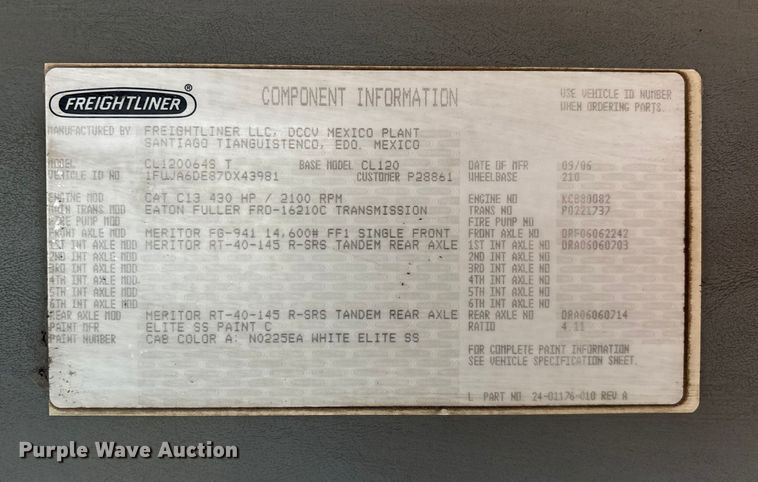 FREIGHTLINER ®
COMPONENT INFORMATION
USE VEHICLE ID NUMBER
WHEN ORDERING PARTS.
MANUFACTURED BY FREIGHTLINER LLC, DCCV MEXICO PLANT
SANTIAGO TIANGUISTENCO, EDO. MEXICO
MODEL CL120064S T BASE MODEL CL120 DATE OF MFR 09/06
VEHICLE ID NO 1FUJA6DE87DX43981 CUSTOMER P28861 WHEELBASE 210
ENGINE MOD CAT C13 430 HP / 2100 RPM ENGINE NO KCB80082
MAIN TRANS MOD EATON FULLER FRO-16210C TRANSMISSION TRANS NO P0221737
FIRE PUMP MOD FIRE PUMP NO
FRONT AXLE MOD MERITOR FG-941 14,600# FF1 SINGLE FRONT FRONT AXLE NO ORF06062242
1ST INT AXLE MOD MERITOR RT-40-145 R-SRS TANDEM REAR AXLE 1ST INT AXLE NO ORA06060703
2ND INT AXLE MOD 2ND INT AXLE NO
3RD INT AXLE MOD 3RD INT AXLE NO
4TH INT AXLE MOD 4TH INT AXLE NO
5TH INT AXLE MOD 5TH INT AXLE NO
6TH INT AXLE MOD 6TH INT AXLE NO
REAR AXLE MOD MERITOR RT-40-145 R-SRS TANDEM REAR AXLE REAR AXLE NO ORA06060714
PAINT MFR ELITE SS PAINT C RATIO 4.11
PAINT NUMBER CAB COLOR A: N0225EA WHITE ELITE SS
FOR COMPLETE PAINT INFORMATION
SEE VEHICLE SPECIFICATION SHEET.
L PART NO 24-01176-010 REV A
Purple Wave Auction